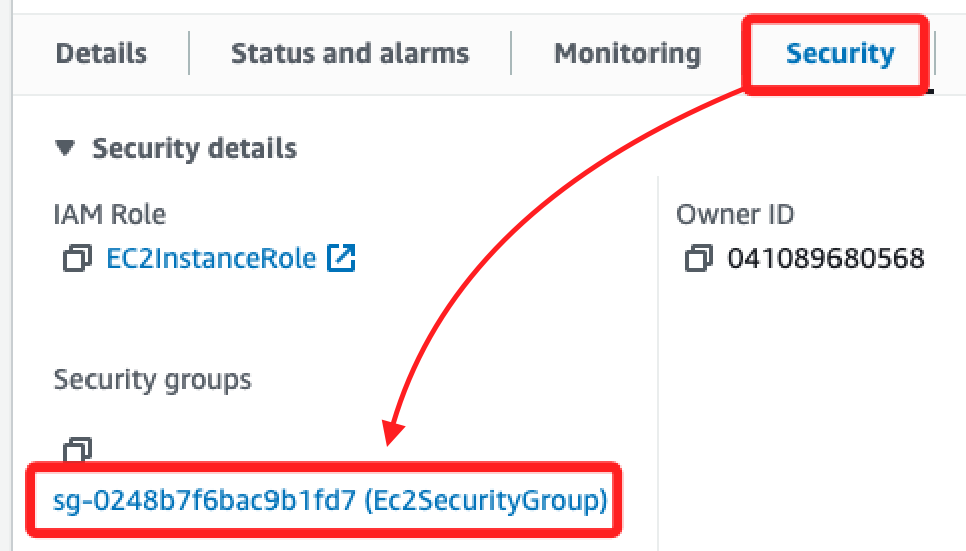 Details Status and alarms Monitoring Security
▼ Security details
IAM Role
EC2InstanceRole
Owner ID
041089680568
Security groups
sg-0248b7f6bac9b1fd7 (Ec2SecurityGroup)